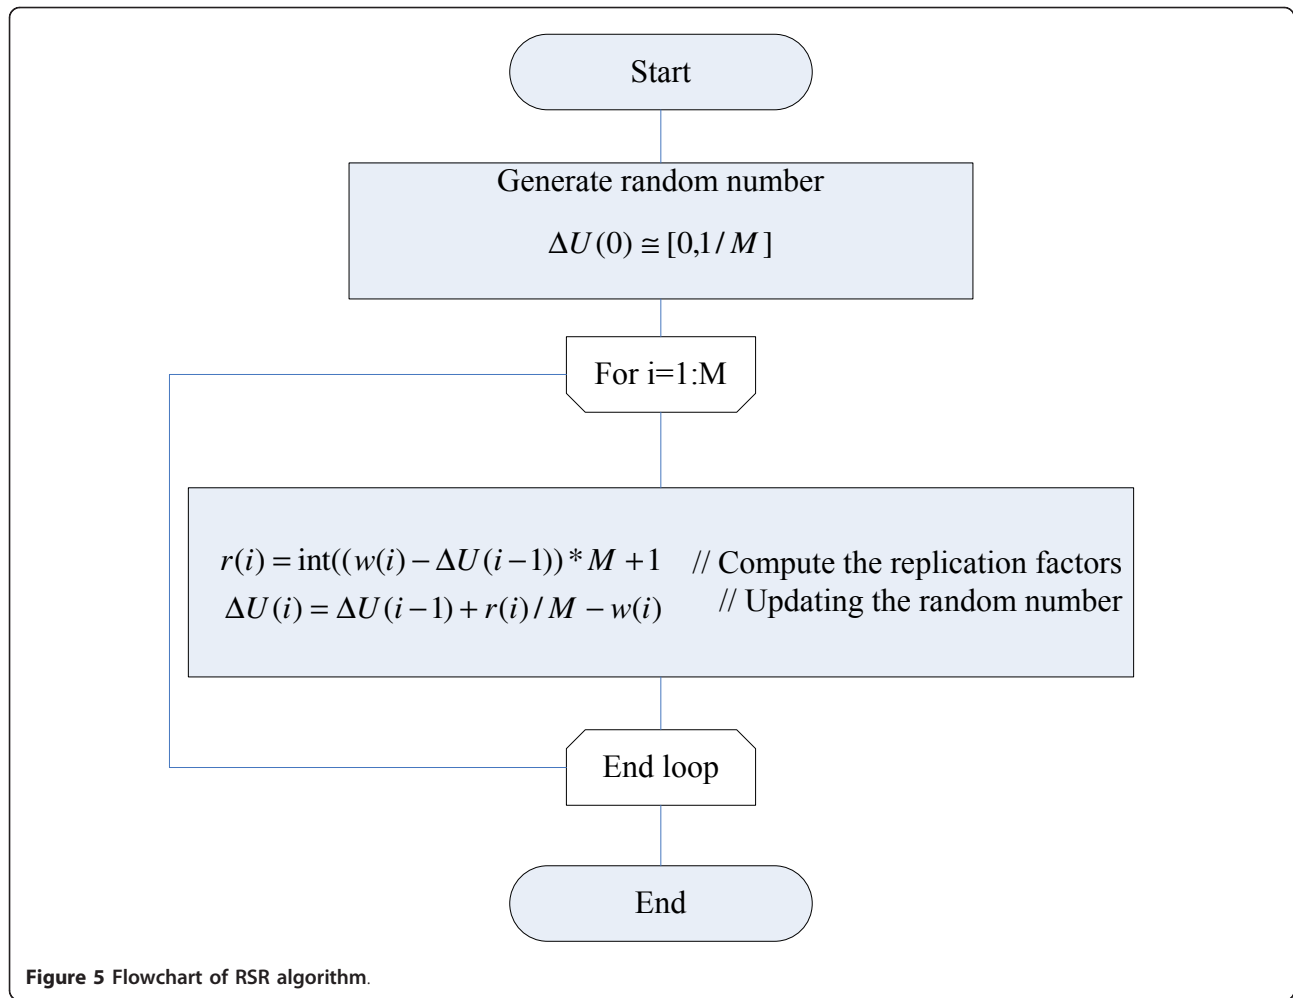 Start
Generate random number
ΔU(0) ≅ [0,1/M]
For i=1:M
r(i) = int((w(i) − ΔU(i−1)) * M + 1 // Compute the replication factors
ΔU(i) = ΔU(i−1) + r(i)/M − w(i) // Updating the random number
End loop
End
Figure 5 Flowchart of RSR algorithm.